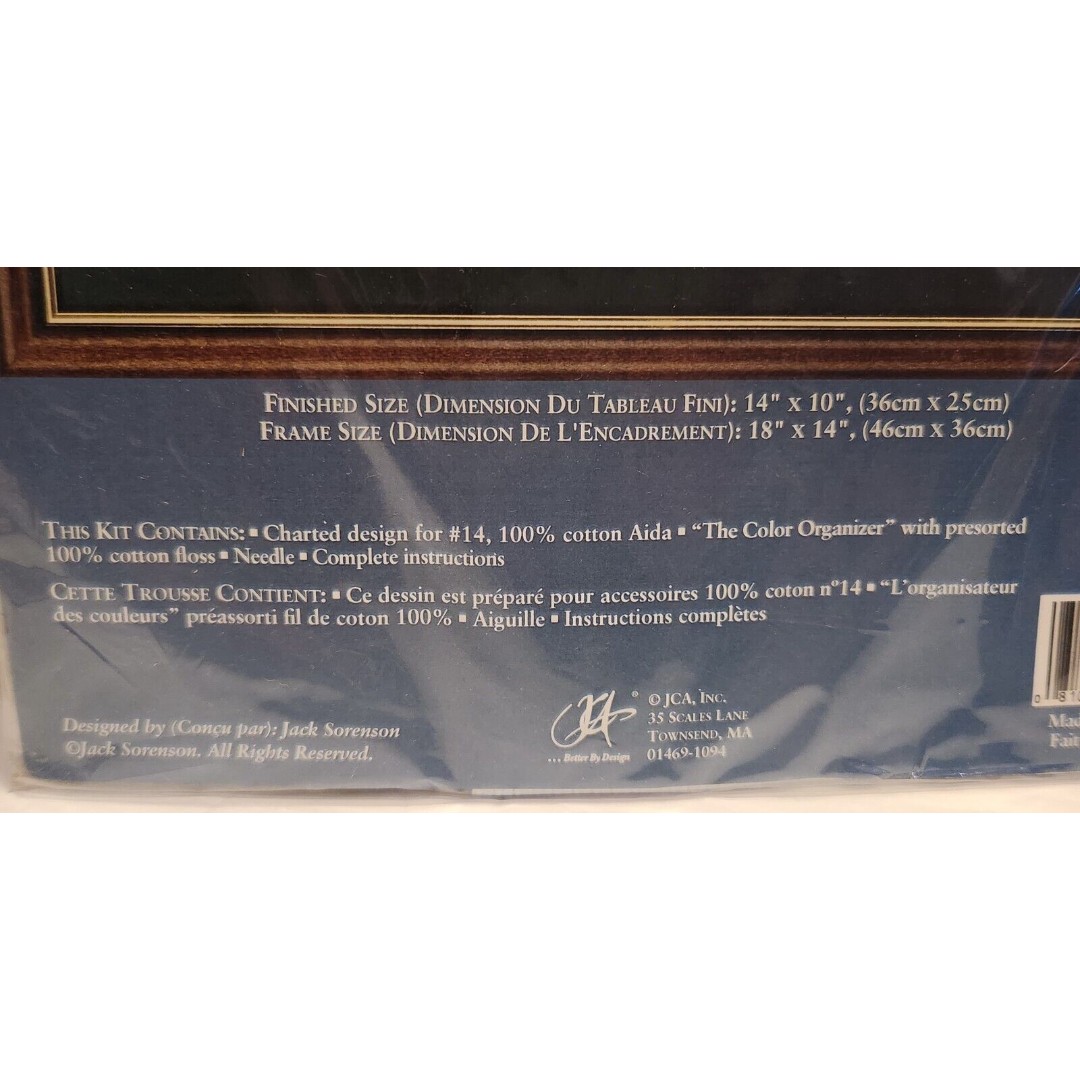 FINISHED SIZE (DIMENSION DU TABLEAU FINI): 14" X 10", (36cm X 25cm)
FRAME SIZE (DIMENSION DE L'ENCADREMENT): 18" X 14", (46cm X 36cm)
THIS KIT CONTAINS: ▪ Charted design for #14, 100% cotton Aida ▪ “The Color Organizer” with presorted
100% cotton floss ▪ Needle ▪ Complete instructions
CETTE TROUSSE CONTIENT: ▪ Ce dessin est préparé pour accessoires 100% coton nº14 ▪ “L'organisateur
des couleurs” préassorti fil de coton 100% ▪ Aiguille ▪ Instructions complètes
Designed by (Conçu par): Jack Sorenson
©Jack Sorenson. All Rights Reserved.
JCA ®
... Better By Design
© JCA, INC.
35 SCALES LANE
TOWNSEND, MA
01469-1094
0